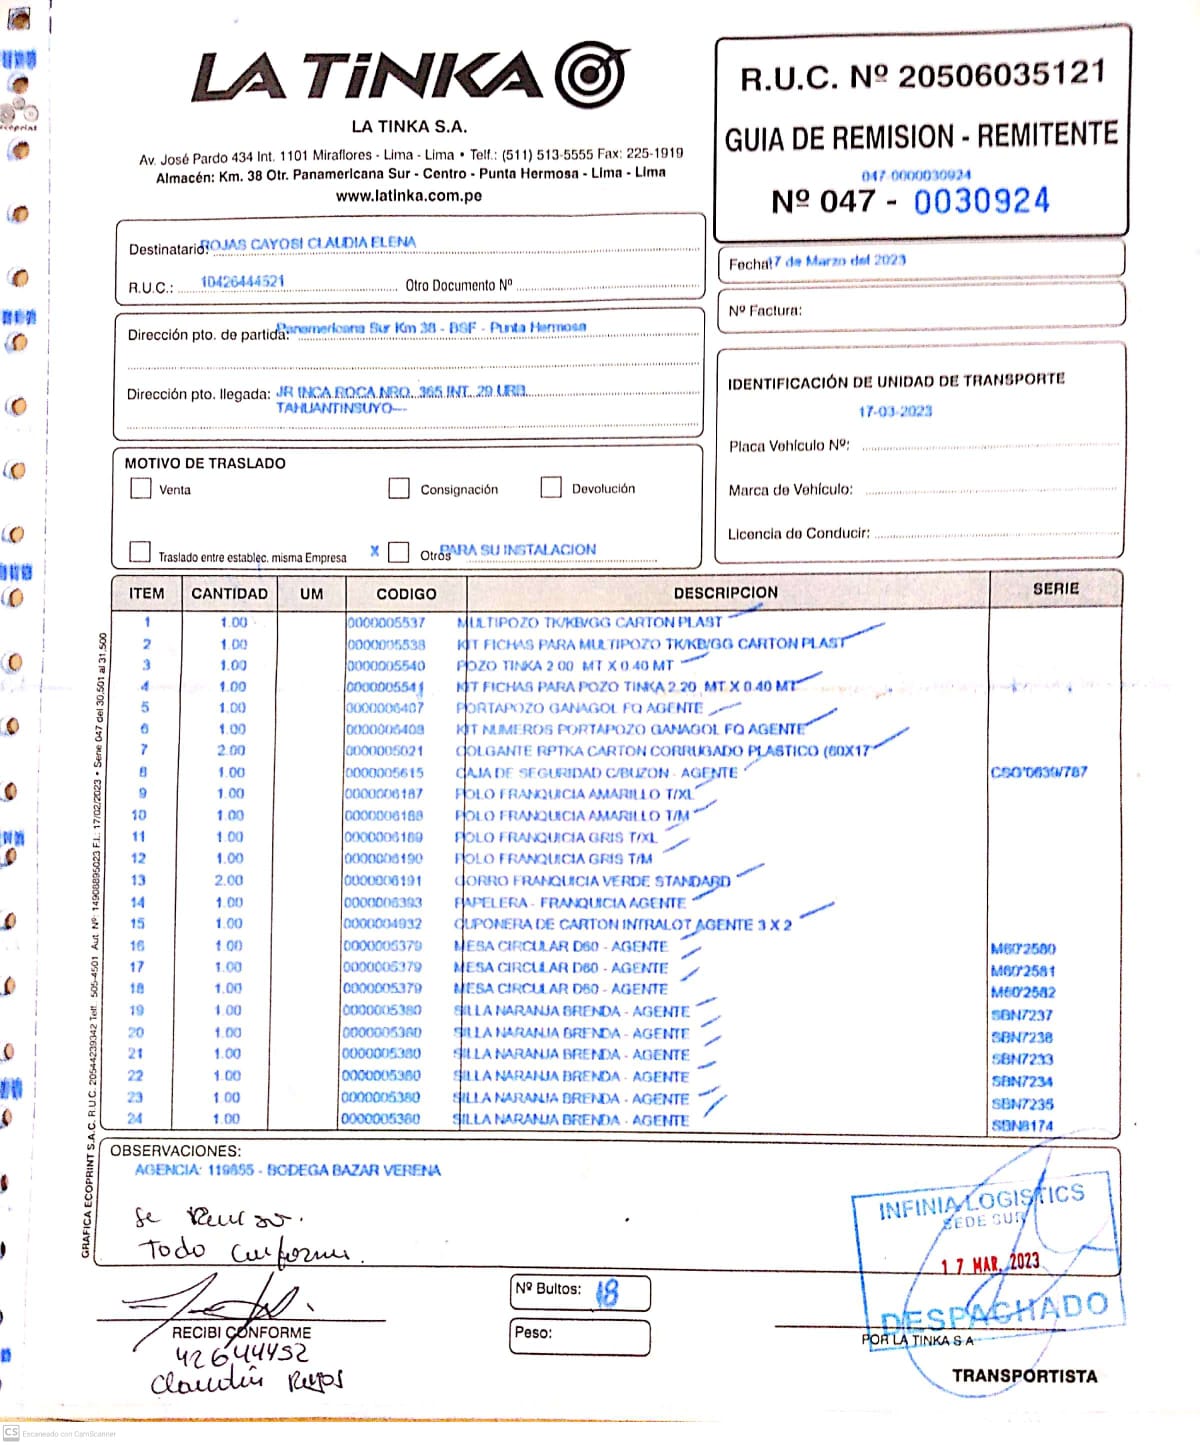 LA TiNKA
LA TINKA S.A.
Av. José Pardo 434 Int. 1101 Miraflores - Lima - Lima • Telf.: (511) 513-5555 Fax: 225-1919
Almacén: Km. 38 Otr. Panamericana Sur - Centro - Punta Hermosa - Lima - Lima
www.latinka.com.pe
R.U.C. Nº 20506035121
GUIA DE REMISION - REMITENTE
047 0000030924
Nº 047 - 0030924
Destinatario: ROJAS CAYOSI CLAUDIA ELENA
R.U.C.: 10426444521 Otro Documento Nº
Fecha: 17 de Marzo del 2023
Nº Factura:
Dirección pto. de partida: Panamericana Sur Km 38 - BSF - Punta Hermosa
Dirección pto. llegada: JR INCA ROCA NRO. 365 INT. 20 URB.
TAHUANTINSUYO---
IDENTIFICACIÓN DE UNIDAD DE TRANSPORTE
17-03-2023
Placa Vehículo Nº:
Marca de Vehículo:
Licencia de Conducir:
MOTIVO DE TRASLADO
Venta Consignación Devolución
Traslado entre establec. misma Empresa X Otros PARA SU INSTALACION
ITEM CANTIDAD UM CODIGO DESCRIPCION SERIE
1 1.00 0000005537 MULTIPOZO TK/KB/GG CARTON PLAST
2 1.00 0000005538 KIT FICHAS PARA MULTIPOZO TK/KB/GG CARTON PLAST
3 1.00 0000005540 POZO TINKA 2.00 MT X 0.40 MT
4 1.00 0000005541 KIT FICHAS PARA POZO TINKA 2.20 MT X 0.40 MT
5 1.00 0000006407 PORTAPOZO GANAGOL FQ AGENTE
6 1.00 0000006408 KIT NUMEROS PORTAPOZO GANAGOL FQ AGENTE
7 2.00 0000005021 COLGANTE RPTKA CARTON CORRUGADO PLASTICO (60X17
8 1.00 0000005615 CAJA DE SEGURIDAD C/BUZON - AGENTE
9 1.00 0000006187 POLO FRANQUICIA AMARILLO T/XL
10 1.00 0000006188 POLO FRANQUICIA AMARILLO T/M
11 1.00 0000006189 POLO FRANQUICIA GRIS T/XL
12 1.00 0000006190 POLO FRANQUICIA GRIS T/M
13 2.00 0000006191 GORRO FRANQUICIA VERDE STANDARD
14 1.00 0000006393 PAPELERA - FRANQUICIA AGENTE
15 1.00 0000004932 CUPONERA DE CARTON INTRALOT AGENTE 3 X 2
16 1.00 0000005379 MESA CIRCULAR D60 - AGENTE M60'2580
17 1.00 0000005379 MESA CIRCULAR D60 - AGENTE M60'2581
18 1.00 0000005379 MESA CIRCULAR D60 - AGENTE M60'2582
19 1.00 0000005380 SILLA NARANJA BRENDA - AGENTE SBN7237
20 1.00 0000005380 SILLA NARANJA BRENDA - AGENTE SBN7238
21 1.00 0000005380 SILLA NARANJA BRENDA - AGENTE SBN7233
22 1.00 0000005380 SILLA NARANJA BRENDA - AGENTE SBN7234
23 1.00 0000005380 SILLA NARANJA BRENDA - AGENTE SBN7235
24 1.00 0000005380 SILLA NARANJA BRENDA - AGENTE SBN8174
GRAFICA ECOPRINT S.A.C. R.U.C. 20544239342 Telf. 505-4501 Aut. Nº: 14908895023 F.I. 17/02/2023 • Serie 047 del 30.501 al 31.500
OBSERVACIONES:
AGENCIA: 119855 - BODEGA BAZAR VERENA
Se
Todo
INFINIA LOGISTICS
SEDE SUR
17 MAR. 2023
DESPACHADO
Nº Bultos: 18
Peso:
RECIBI CONFORME
42644452
POR LA TINKA S A
TRANSPORTISTA
CS Escaneado con CamScanner